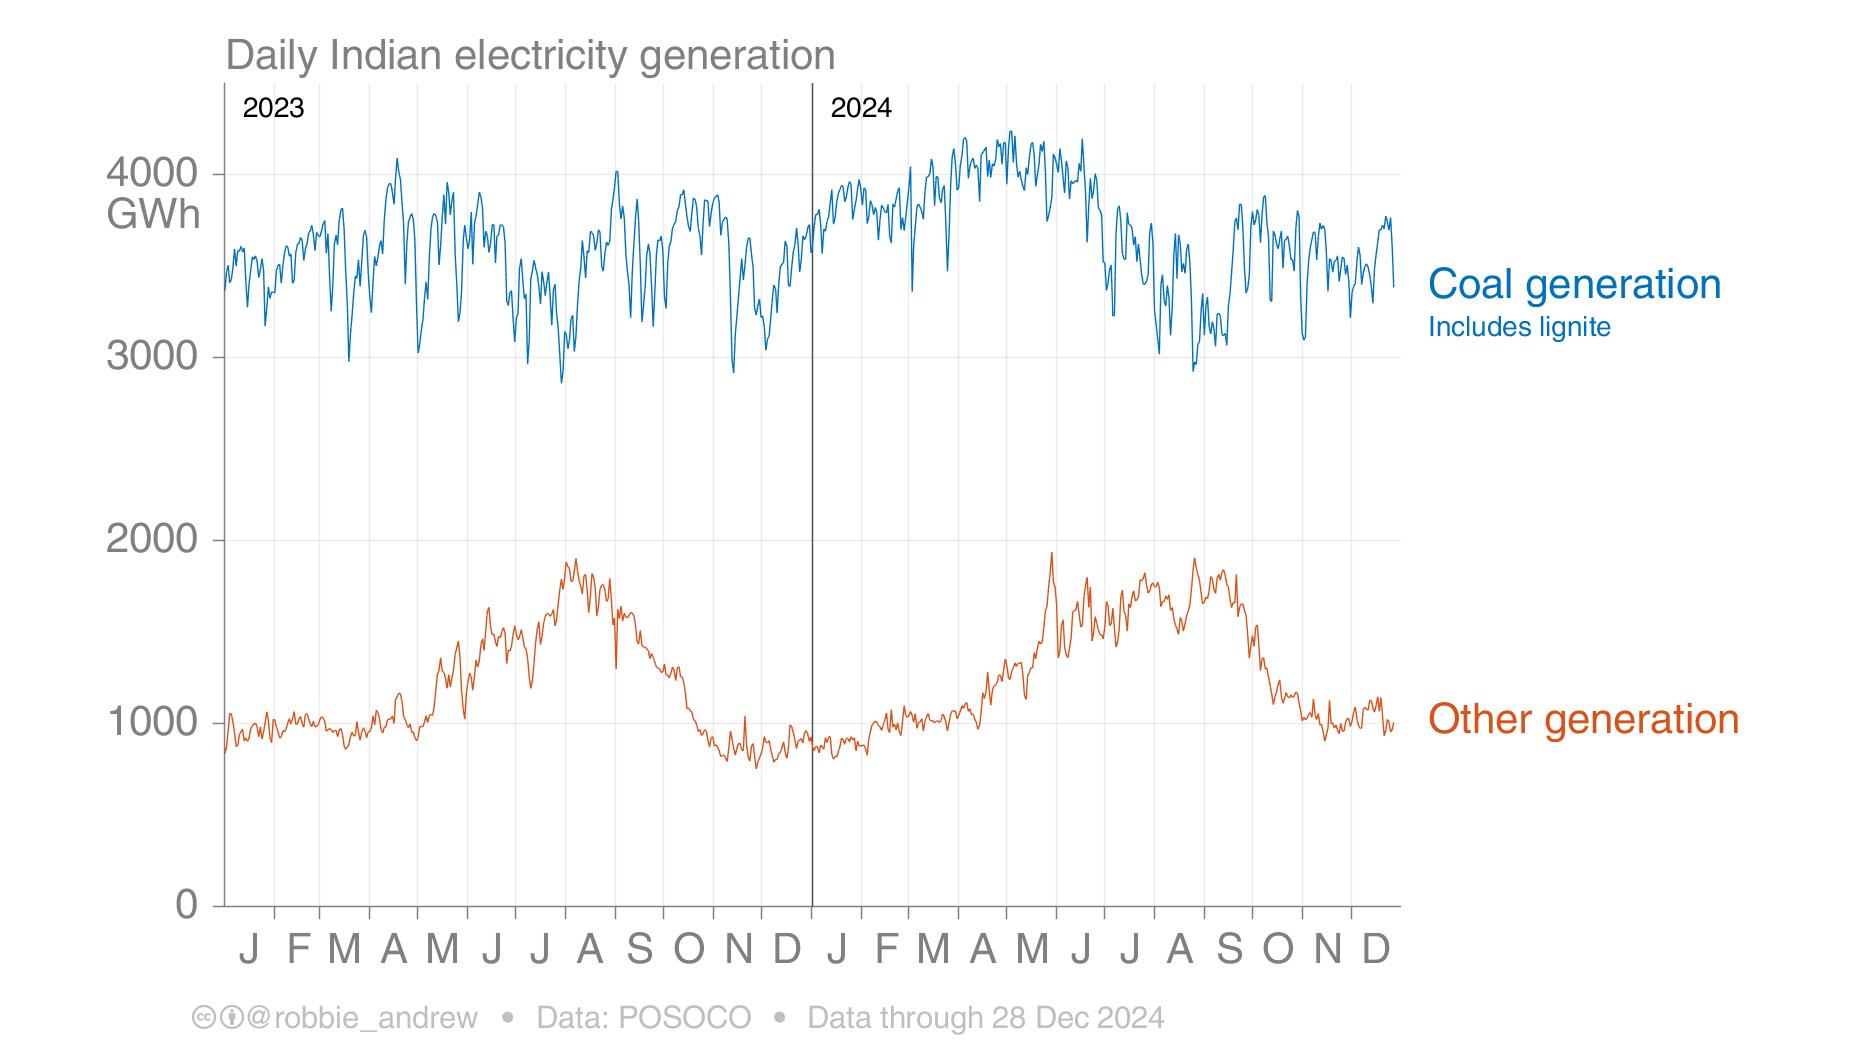 Daily Indian electricity generation
2023
2024
4000
GWh
3000
2000
1000
0
Coal generation
Includes lignite
Other generation
J F M A M J J A S O N D J F M A M J J A S O N D
cc @robbie_andrew • Data: POSOCO • Data through 28 Dec 2024